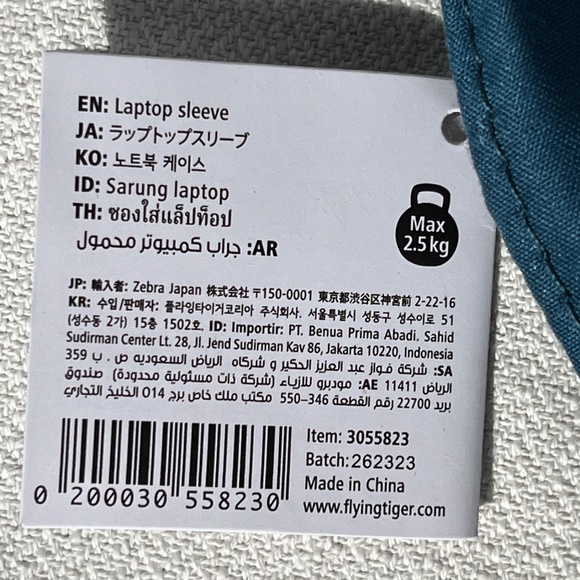 EN: Laptop sleeve
JA: ラップトップスリーブ
KO: 노트북 케이스
ID: Sarung laptop
TH: ซองใส่แล็ปท็อป
AR: جراب كمبيوتر محمول
Max
2.5kg
JP: 輸入者: Zebra Japan 株式会社 〒150-0001 東京都渋谷区神宮前 2-22-16
KR: 수입/판매자: 플라잉타이거코리아 주식회사. 서울특별시 성동구 성수이로 51
(성수동 2가) 15층 1502호. ID: Importir: PT. Benua Prima Abadi. Sahid
Sudirman Center Lt. 28, Jl. Jend Sudirman Kav 86, Jakarta 10220, Indonesia
SA: شركة فواز عبد العزيز الحكير و شركاه الرياض السعوديه ص . ب 359
الرياض 11411 AE: موديرو للازياء (شركة ذات مسئولية محدودة) صندوق
بريد 22700 رقم القطعة 346-550 مكتب ملك خاص برج 014 الخليج التجاري
0 200030 558230
Item: 3055823
Batch: 262323
Made in China
www.flyingtiger.com